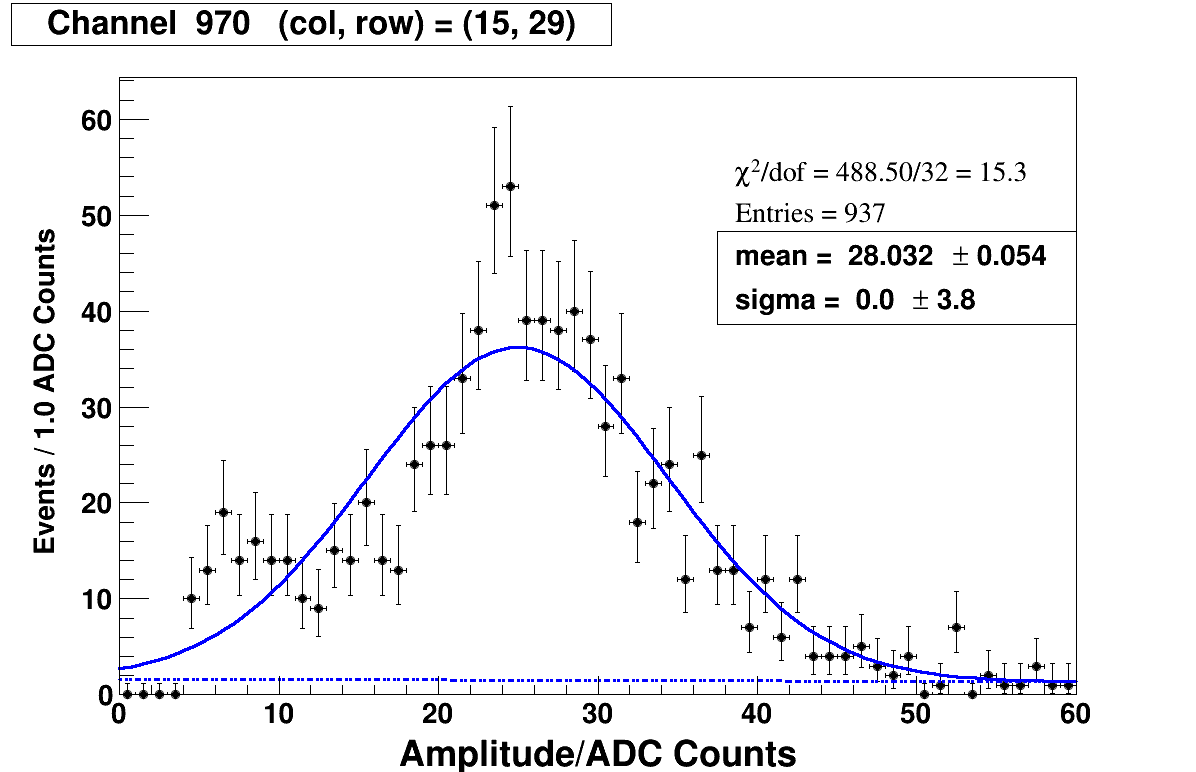 Channel 970 (col, row) = (15, 29)
60
50
40
30
20
10
0
Events / 1.0 ADC Counts
χ²/dof = 488.50/32 = 15.3
Entries = 937
mean = 28.032 ± 0.054
sigma = 0.0 ± 3.8
0 10 20 30 40 50 60
Amplitude/ADC Counts